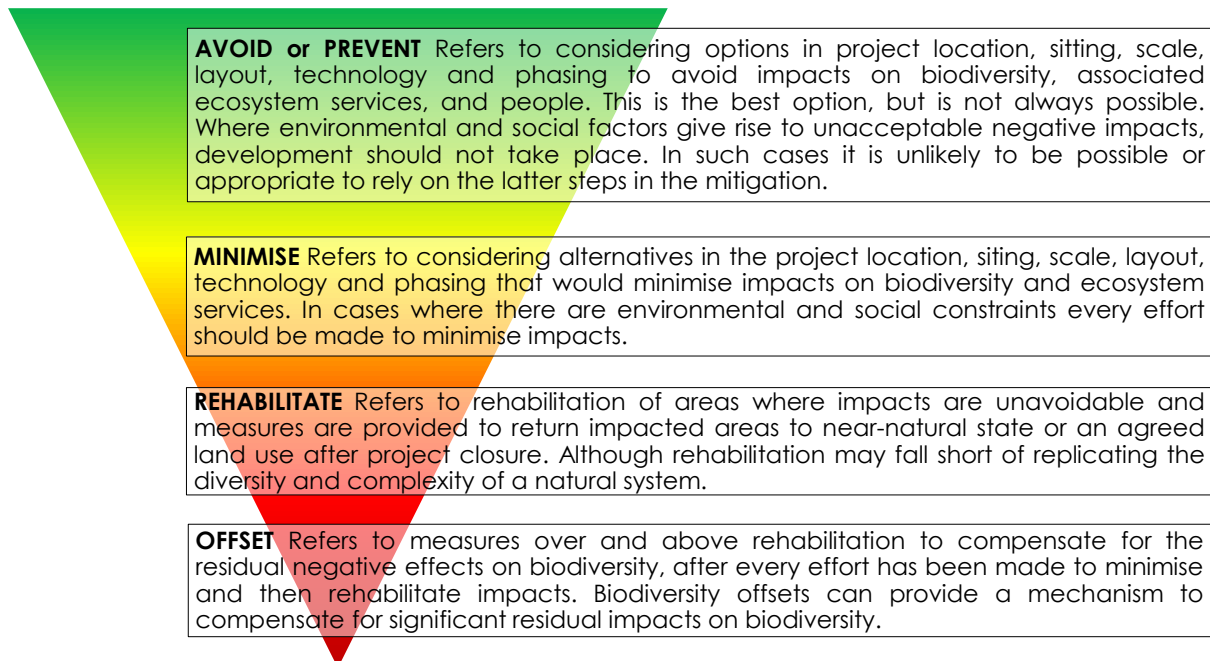 AVOID or PREVENT Refers to considering options in project location, sitting, scale,
layout, technology and phasing to avoid impacts on biodiversity, associated
ecosystem services, and people. This is the best option, but is not always possible.
Where environmental and social factors give rise to unacceptable negative impacts,
development should not take place. In such cases it is unlikely to be possible or
appropriate to rely on the latter steps in the mitigation.
MINIMISE Refers to considering alternatives in the project location, siting, scale, layout,
technology and phasing that would minimise impacts on biodiversity and ecosystem
services. In cases where there are environmental and social constraints every effort
should be made to minimise impacts.
REHABILITATE Refers to rehabilitation of areas where impacts are unavoidable and
measures are provided to return impacted areas to near-natural state or an agreed
land use after project closure. Although rehabilitation may fall short of replicating the
diversity and complexity of a natural system.
OFFSET Refers to measures over and above rehabilitation to compensate for the
residual negative effects on biodiversity, after every effort has been made to minimise
and then rehabilitate impacts. Biodiversity offsets can provide a mechanism to
compensate for significant residual impacts on biodiversity.